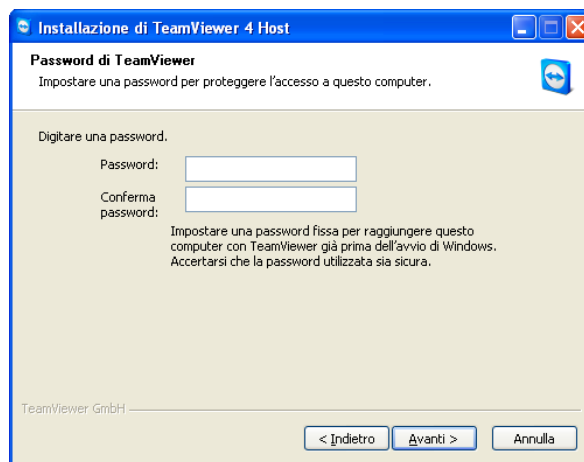 Installazione di TeamViewer 4 Host
Password di TeamViewer
Impostare una password per proteggere l'accesso a questo computer.
Digitare una password.
Password:
Conferma
password:
Impostare una password fissa per raggiungere questo
computer con TeamViewer già prima dell'avvio di Windows.
Accertarsi che la password utilizzata sia sicura.
TeamViewer GmbH
< Indietro
Avanti >
Annulla